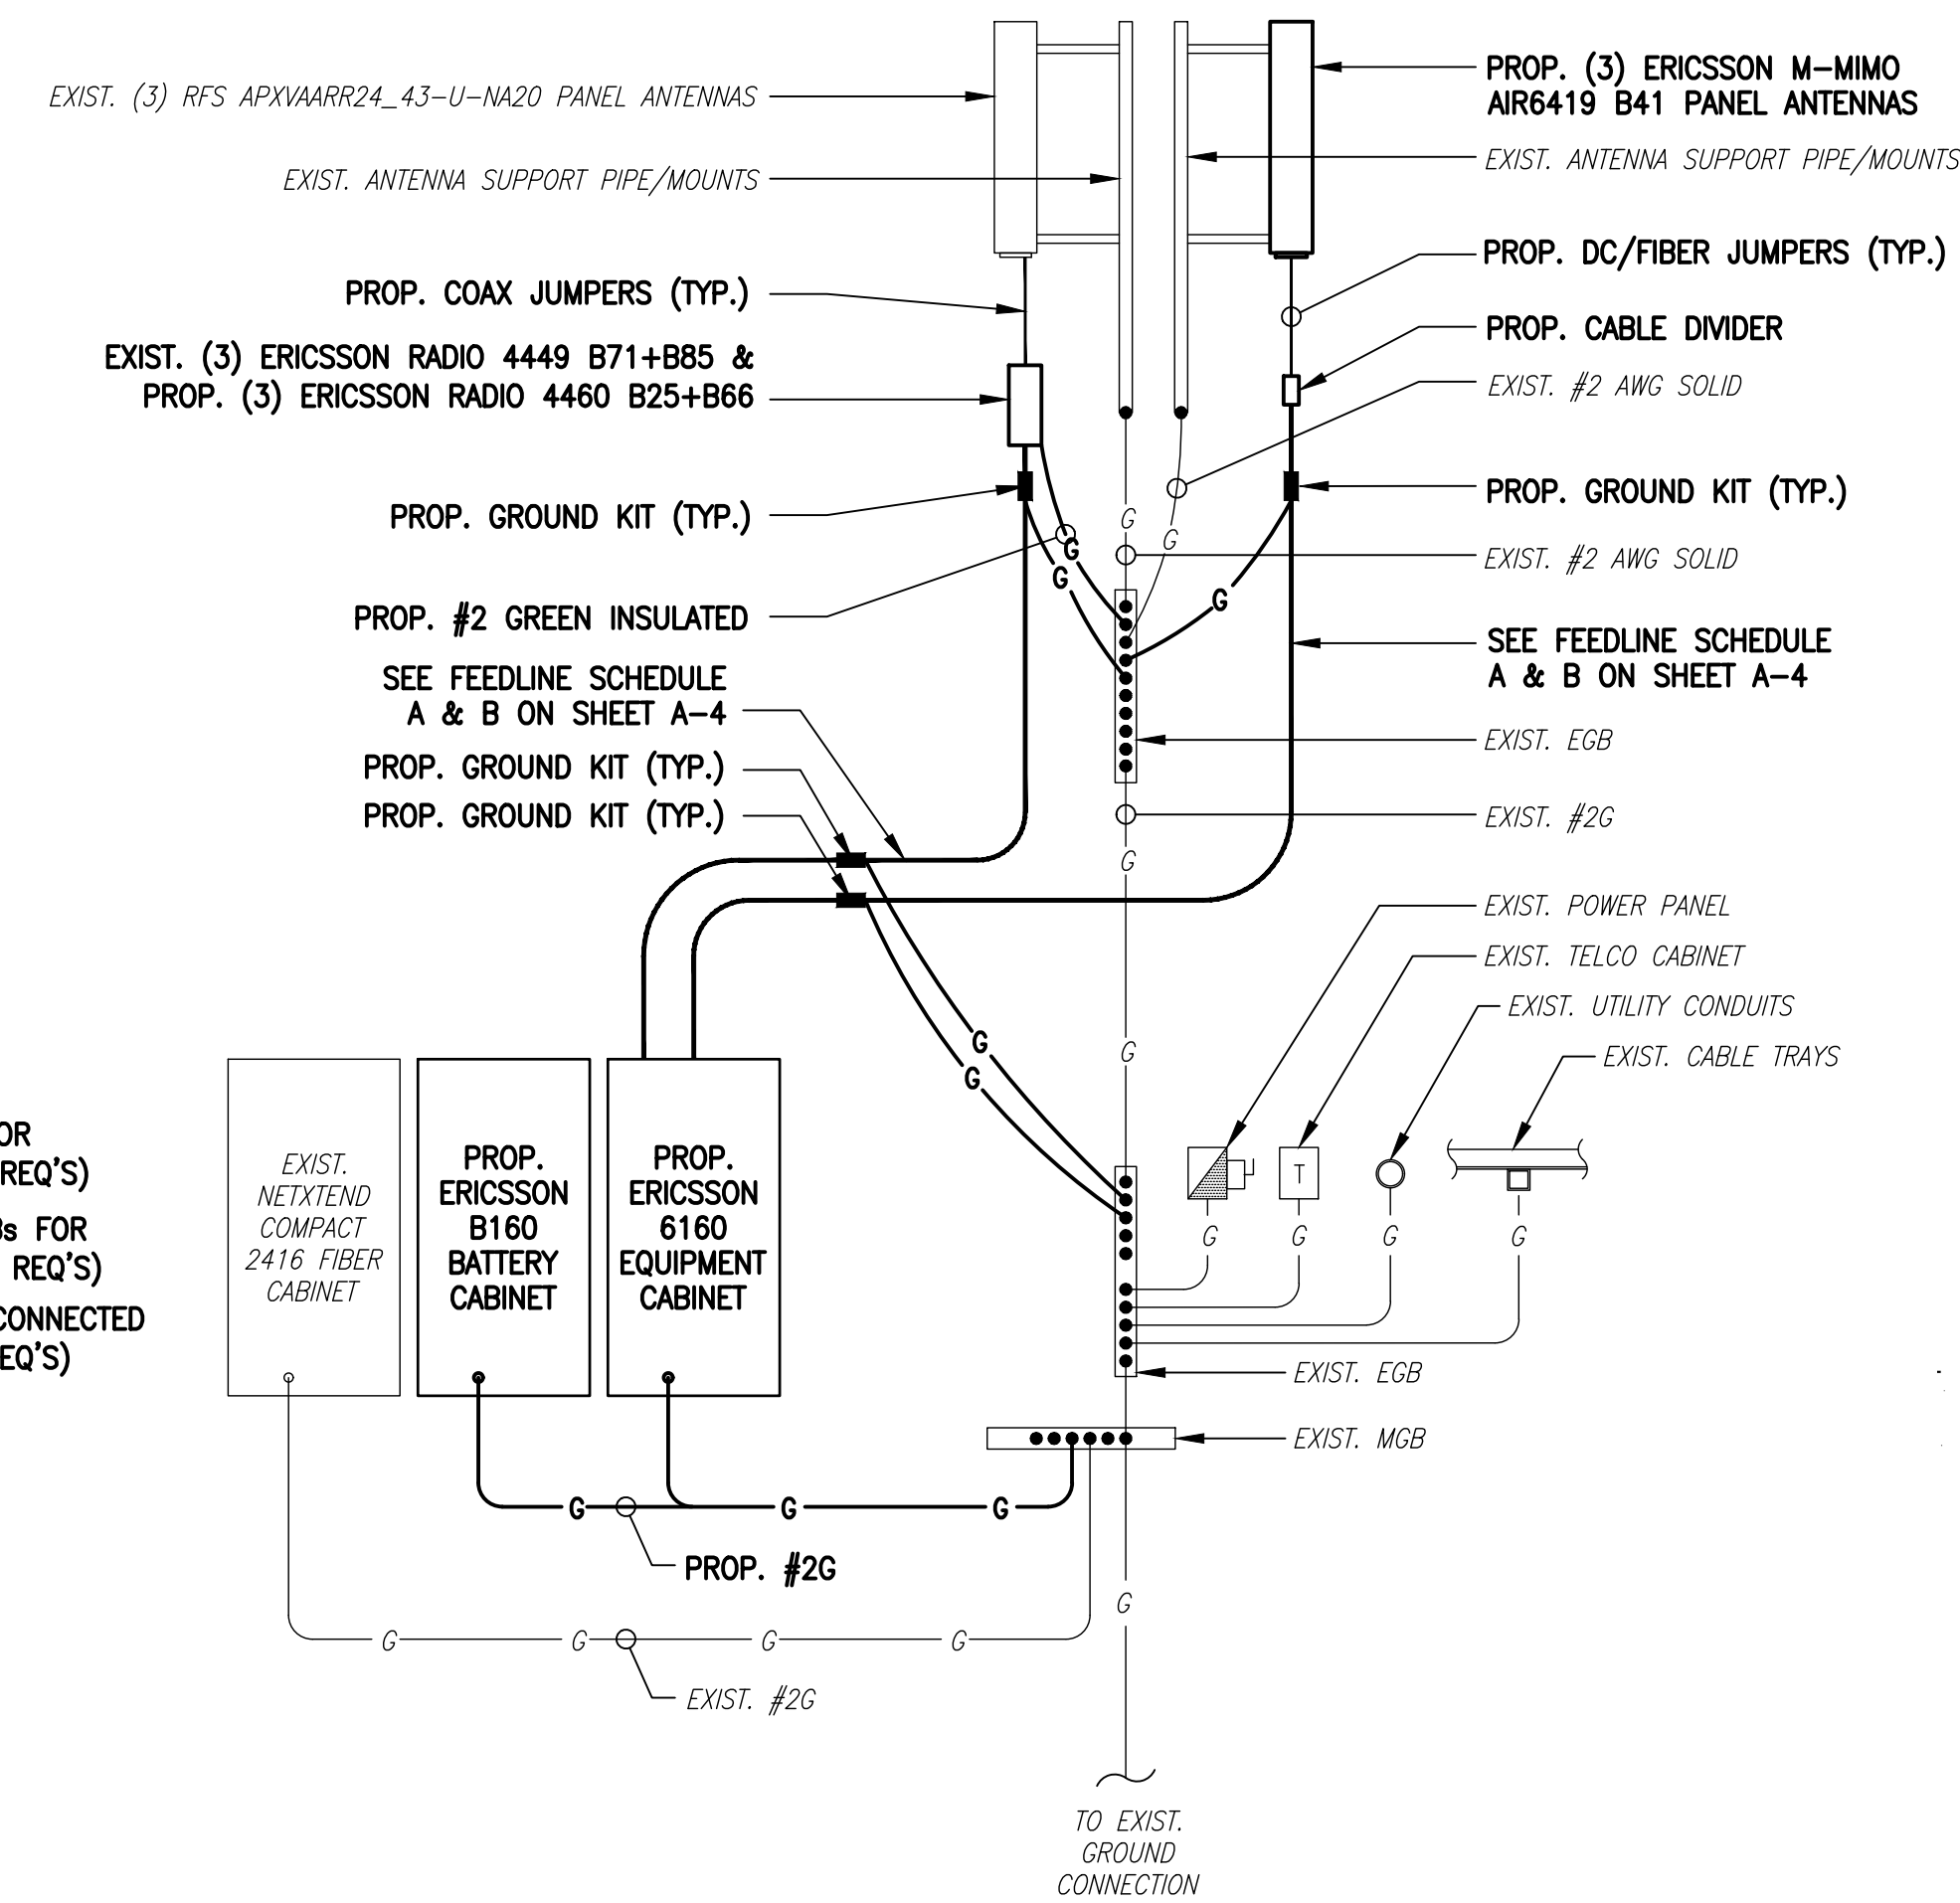 EXIST. (3) RFS APXVAARR24_43-U-NA20 PANEL ANTENNAS
EXIST. ANTENNA SUPPORT PIPE/MOUNTS
PROP. COAX JUMPERS (TYP.)
EXIST. (3) ERICSSON RADIO 4449 B71+B85 &
PROP. (3) ERICSSON RADIO 4460 B25+B66
PROP. GROUND KIT (TYP.)
PROP. #2 GREEN INSULATED
SEE FEEDLINE SCHEDULE
A & B ON SHEET A-4
PROP. GROUND KIT (TYP.)
PROP. GROUND KIT (TYP.)
PROP. (3) ERICSSON M-MIMO
AIR6419 B41 PANEL ANTENNAS
EXIST. ANTENNA SUPPORT PIPE/MOUNTS
PROP. DC/FIBER JUMPERS (TYP.)
PROP. CABLE DIVIDER
EXIST. #2 AWG SOLID
PROP. GROUND KIT (TYP.)
EXIST. #2 AWG SOLID
SEE FEEDLINE SCHEDULE
A & B ON SHEET A-4
EXIST. EGB
EXIST. #2G
EXIST. POWER PANEL
EXIST. TELCO CABINET
EXIST. UTILITY CONDUITS
EXIST. CABLE TRAYS
G
G
G
G
G
G
G
G
G
OR
REQ'S)
Bs FOR
REQ'S)
CONNECTED
EQ'S)
EXIST.
NETXTEND
COMPACT
2416 FIBER
CABINET
PROP.
ERICSSON
B160
BATTERY
CABINET
PROP.
ERICSSON
6160
EQUIPMENT
CABINET
T
G
G
G
G
EXIST. EGB
EXIST. MGB
G
G
G
PROP. #2G
G
G
G
G
G
EXIST. #2G
TO EXIST.
GROUND
CONNECTION